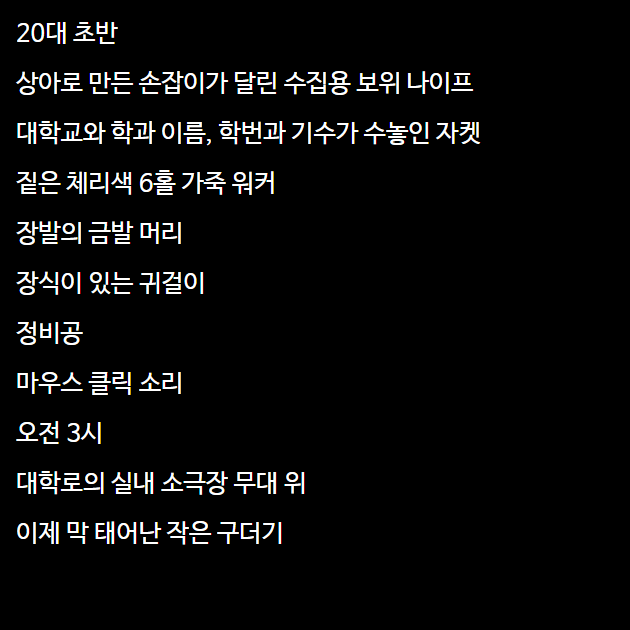 20대 초반
상아로 만든 손잡이가 달린 수집용 보위 나이프
대학교와 학과 이름, 학번과 기수가 수놓인 자켓
짙은 체리색 6홀 가죽 워커
장발의 금발 머리
장식이 있는 귀걸이
정비공
마우스 클릭 소리
오전 3시
대학로의 실내 소극장 무대 위
이제 막 태어난 작은 구더기